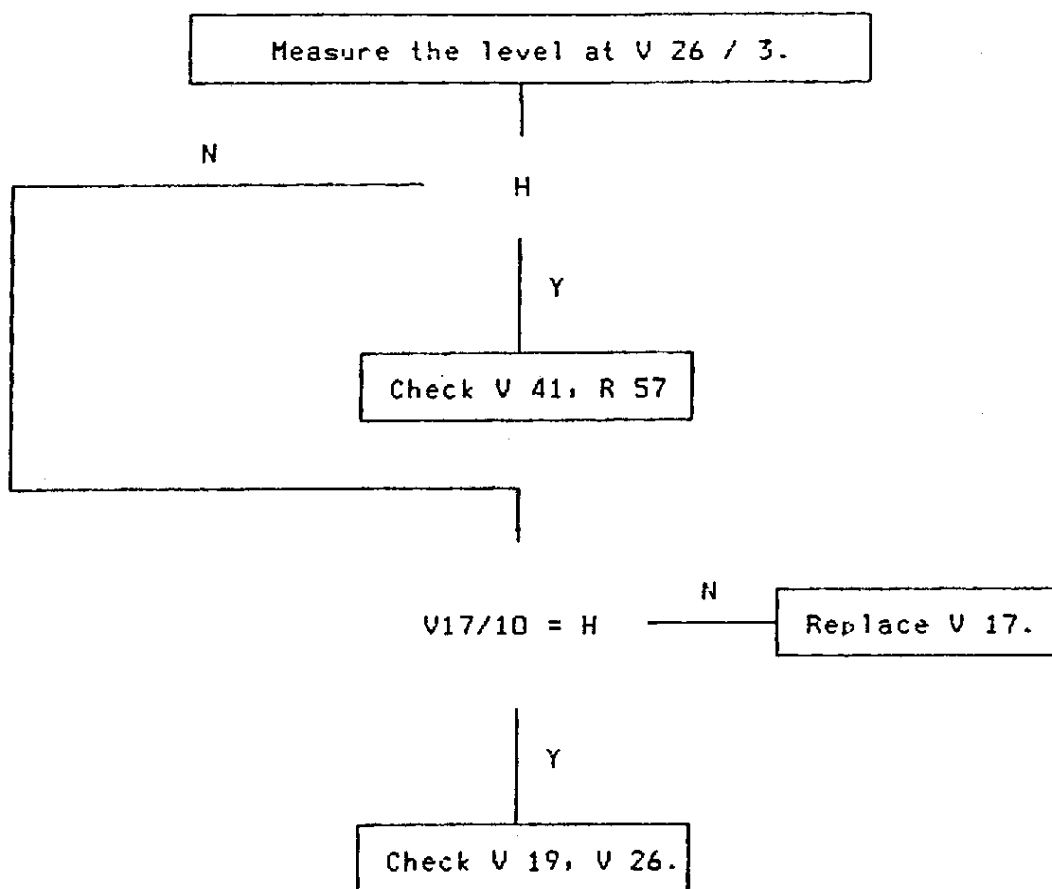 Measure the level at V 26 / 3.
N
H
Y
Check V 41, R 57
V17/10 = H
N
Replace V 17.
Y
Check V 19, V 26.